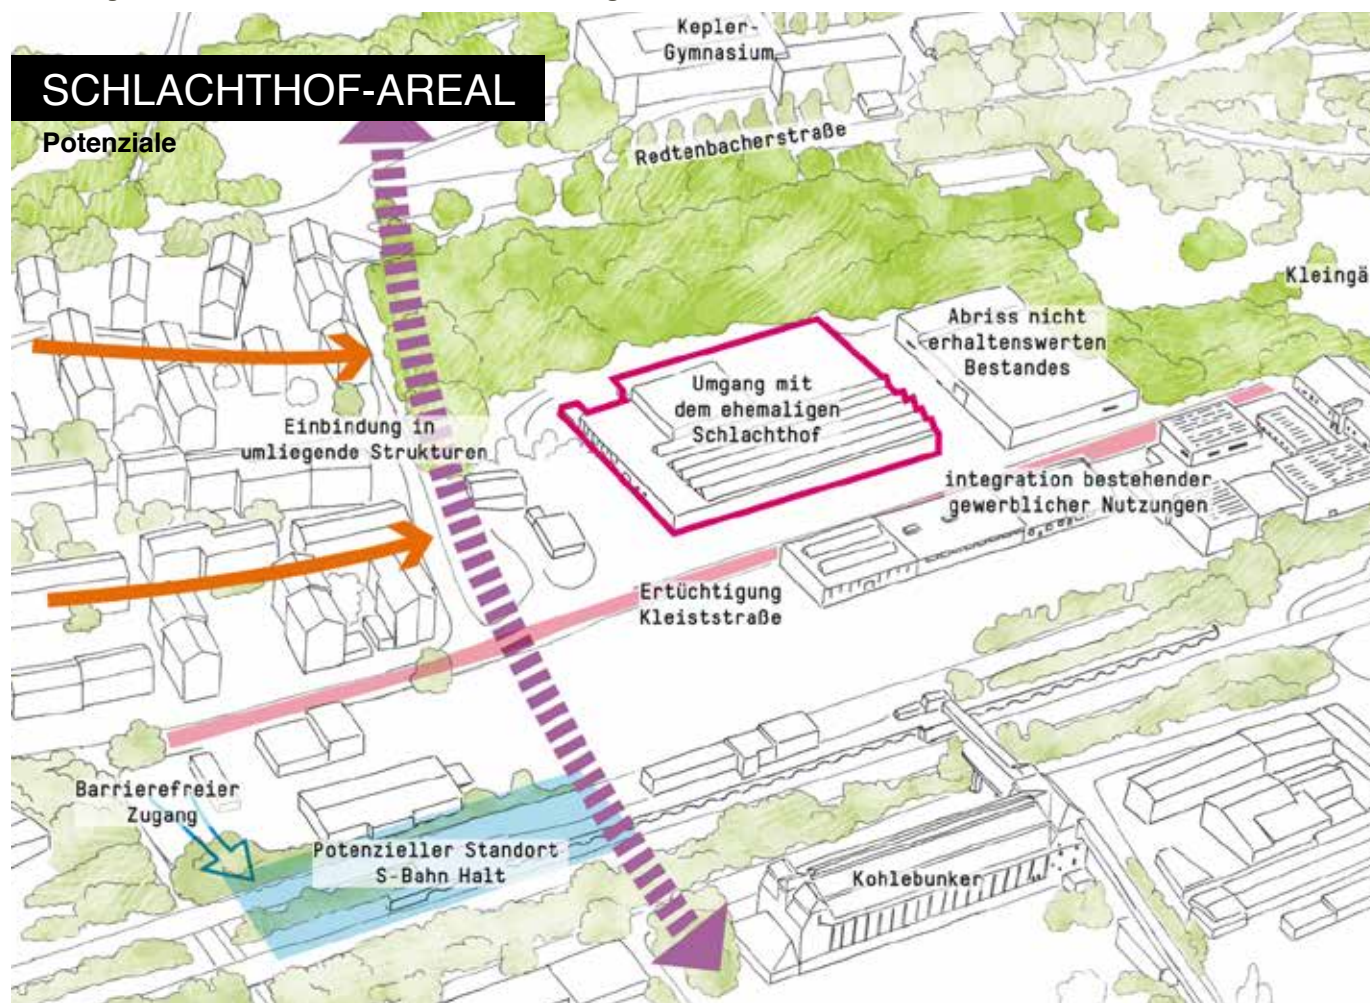 Kepler-
Gymnasium
SCHLACHTHOF-AREAL
Potenziale
Redtenbacherstraße
Kleingä
Abriss nicht
erhaltenswerten
Bestandes
Umgang mit
dem ehemaligen
Schlachthof
Einbindung in
umliegende Strukturen
integration bestehender
gewerblicher Nutzungen
Ertüchtigung
Kleiststraße
Barrierefreier
Zugang
Potenzieller Standort
S-Bahn Halt
Kohlebunker